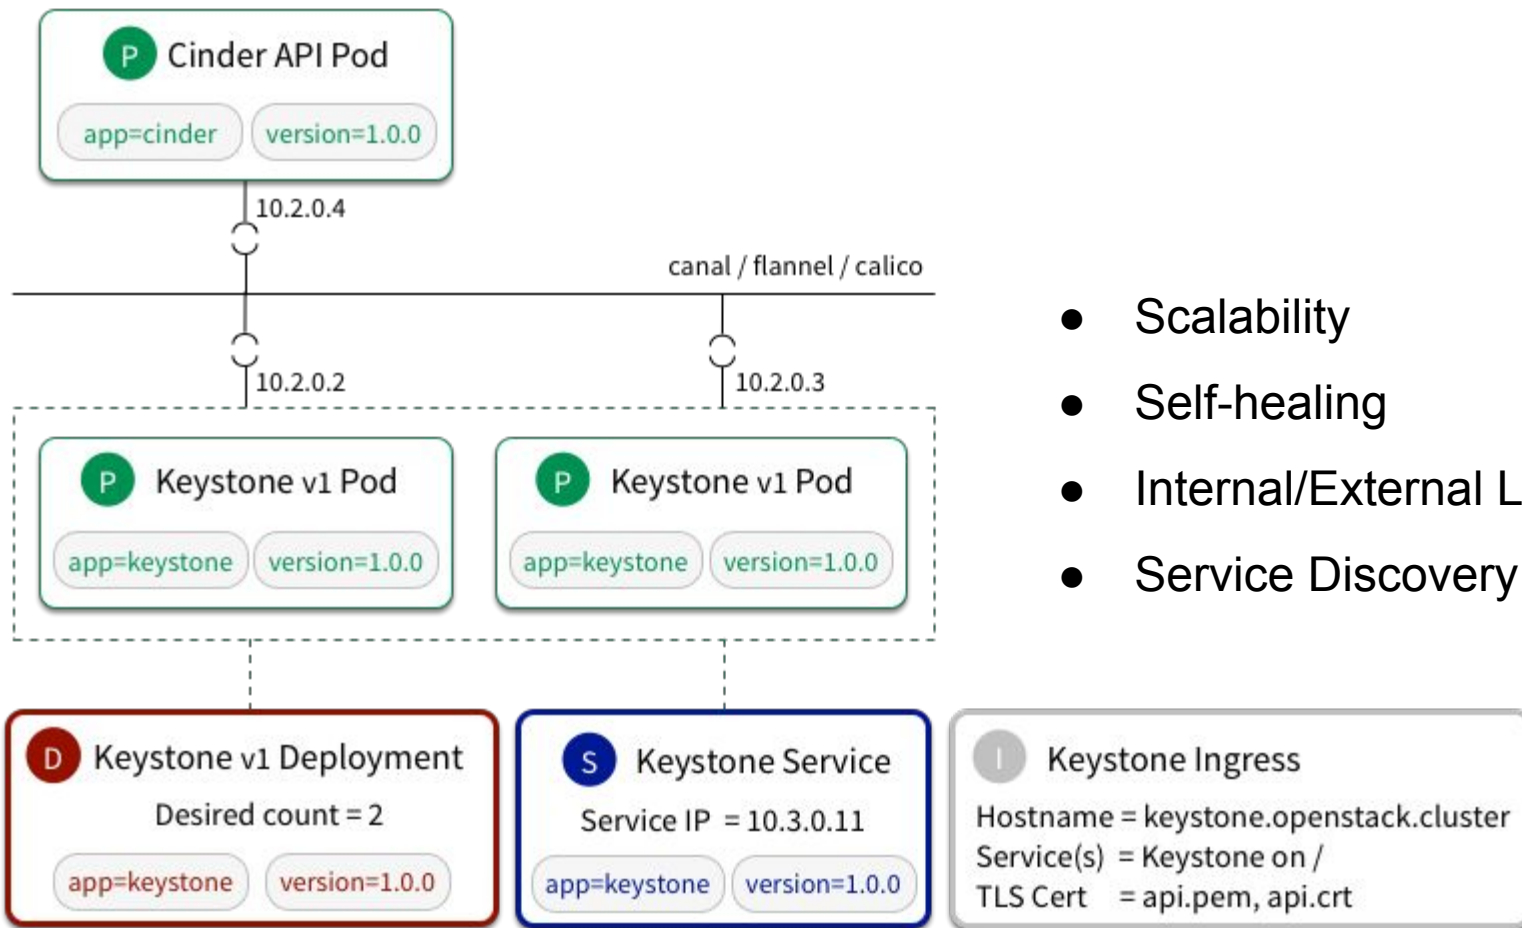 P Cinder API Pod
app=cinder version=1.0.0
10.2.0.4
canal / flannel / calico
10.2.0.2 10.2.0.3
P Keystone v1 Pod
app=keystone version=1.0.0
P Keystone v1 Pod
app=keystone version=1.0.0
D Keystone v1 Deployment
Desired count = 2
app=keystone version=1.0.0
S Keystone Service
Service IP = 10.3.0.11
app=keystone version=1.0.0
I Keystone Ingress
Hostname = keystone.openstack.cluster
Service(s) = Keystone on /
TLS Cert = api.pem, api.crt
● Scalability
● Self-healing
● Internal/External L
● Service Discovery